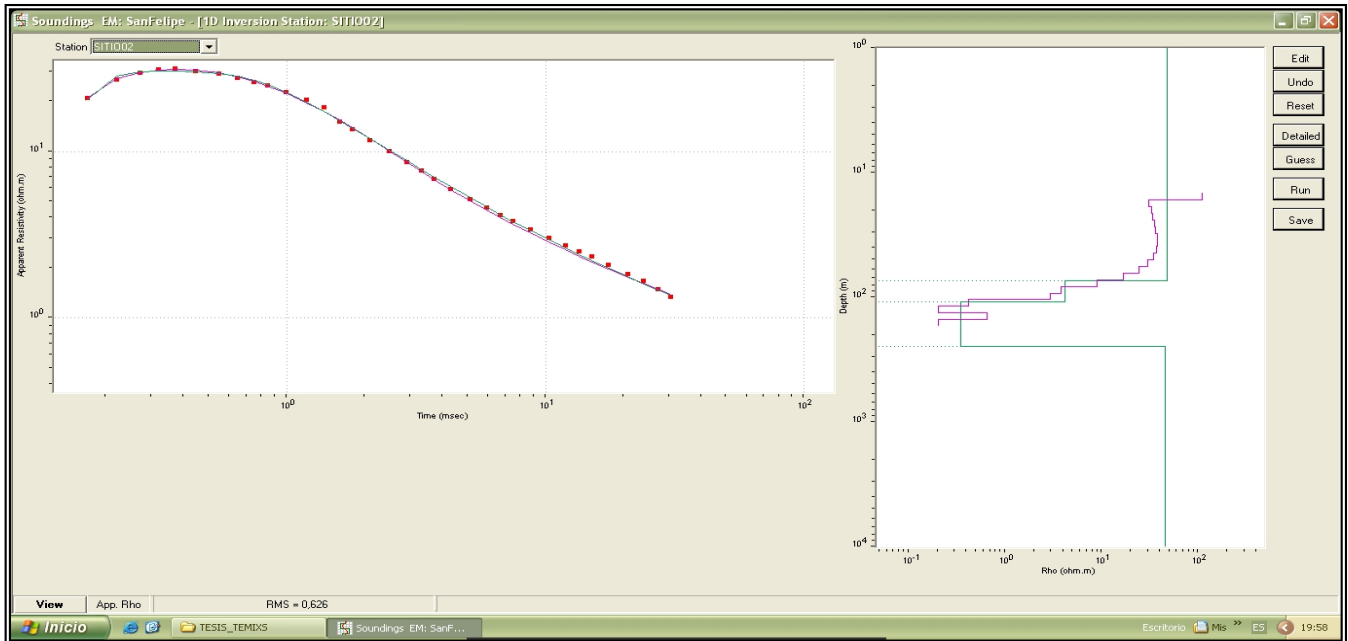 Soundings EM: SanFelipe - [1D Inversion Station: SITIO02]
Station SITIO02
10^1
10^0
Apparent Resistivity (ohm.m)
10^0 10^1 10^2
Time (msec)
10^0
10^1
10^2
10^3
10^4
Depth (m)
10^-1 10^0 10^1 10^2
Rho (ohm.m)
Edit
Undo
Reset
Detailed
Guess
Run
Save
View App. Rho RMS = 0,626
Inicio TESIS_TEMIXS Soundings EM: SanF... Escritorio Mis » ES 19:58